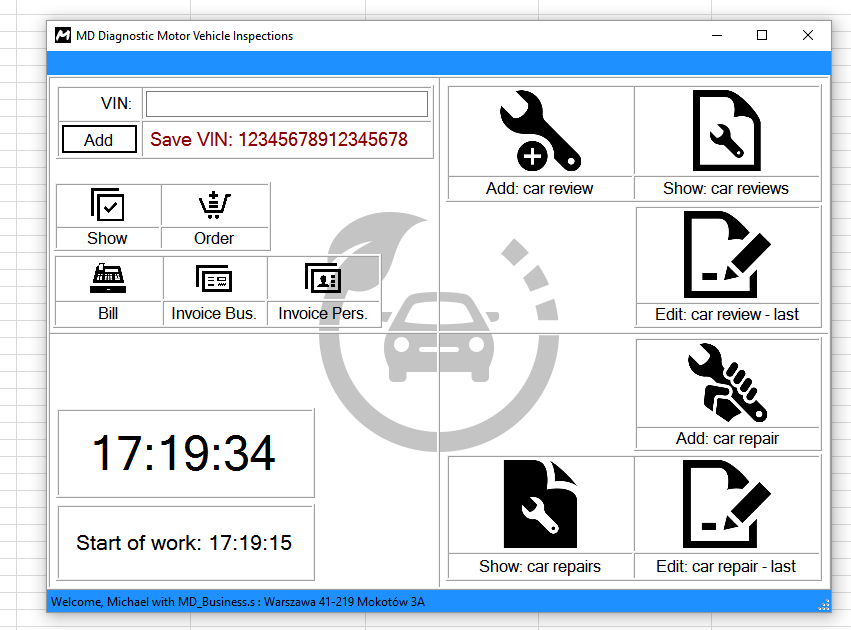 MD Diagnostic Motor Vehicle Inspections
VIN:
Add
Save VIN: 12345678912345678
Show
Order
Bill
Invoice Bus.
Invoice Pers.
17:19:34
Start of work: 17:19:15
Add: car review
Show: car reviews
Edit: car review - last
Add: car repair
Show: car repairs
Edit: car repair - last
Welcome, Michael with MD_Business.s : Warszawa 41-219 Mokotów 3A